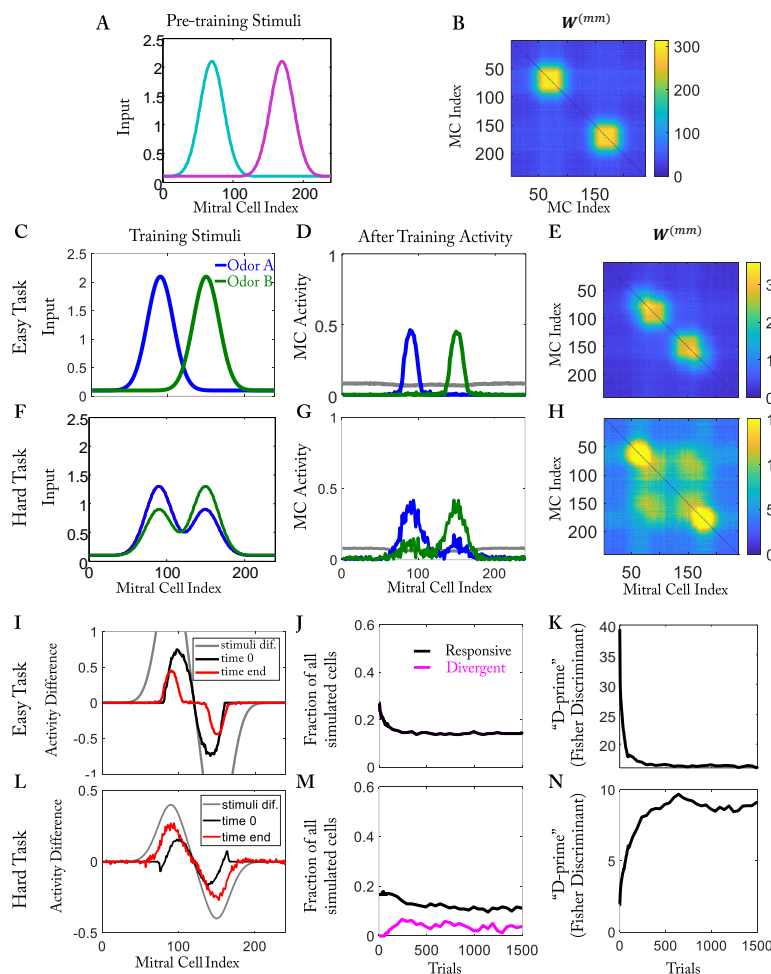 A
Pre-training Stimuli
B
W(mm)
2.5
2
1.5
1
0.5
0
Input
0
200
Mitral Cell Index
MC Index
50
100
150
200
50
150
MC Index
300
200
100
0
C
Training Stimuli
D
After Training Activity
E
W(mm)
Easy Task
Input
2.5
2
1.5
1
0.5
0
Odor A
Odor B
0
200
MC Activity
1
0.5
0
0
200
MC Index
50
100
150
200
3
2
1
0
F
G
H
Hard Task
Input
2.5
2
1.5
1
0.5
0
0
200
Mitral Cell Index
MC Activity
1
0.5
0
0
200
Mitral Cell Index
MC Index
50
100
150
200
50
150
Mitral Cell Index
1
1
5
0
I
J
K
Easy Task
Activity Difference
1
0.5
0
-0.5
-1
stimuli dif.
time 0
time end
Fraction of all
simulated cells
0.6
0.4
0.2
0
Responsive
Divergent
“D-prime”
(Fisher Discriminant)
40
35
30
25
20
L
M
N
Hard Task
Activity Difference
0.5
0
-0.5
stimuli dif.
time 0
time end
0
100
200
Mitral Cell Index
Fraction of all
simulated cells
0.6
0.4
0.2
0
0
500
1000
1500
Trials
“D-prime”
(Fisher Discriminant)
10
5
0
0
500
1000
1500
Trials